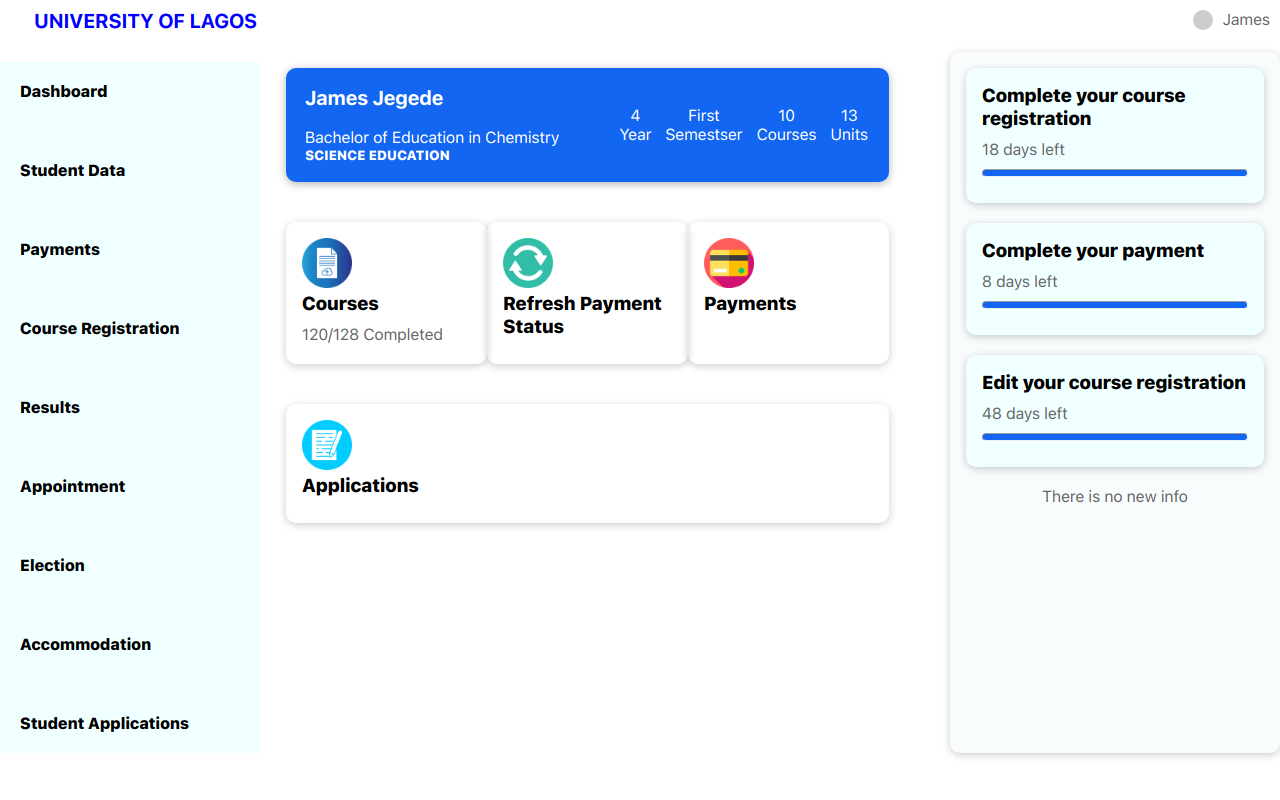 UNIVERSITY OF LAGOS
James
Dashboard
Student Data
Payments
Course Registration
Results
Appointment
Election
Accommodation
Student Applications
James Jegede
Bachelor of Education in Chemistry
SCIENCE EDUCATION
4
Year
First
Semestser
10
Courses
13
Units
Courses
120/128 Completed
Refresh Payment
Status
Payments
Applications
Complete your course
registration
18 days left
Complete your payment
8 days left
Edit your course registration
48 days left
There is no new info